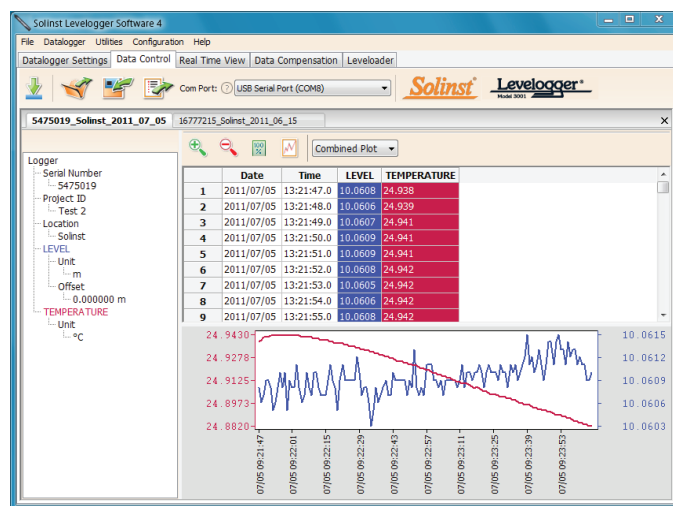 Solinst Levelogger Software 4
File Datalogger Utilities Configuration Help
Datalogger Settings Data Control Real Time View Data Compensation Leveloader
Com Port: ? USB Serial Port (COM8) Solinst® Levelogger®
Model 3001
5475019_Solinst_2011_07_05 16777215_Solinst_2011_06_15
100 % Combined Plot
Logger
Serial Number
5475019
Project ID
Test 2
Location
Solinst
LEVEL
Unit
m
Offset
0.000000 m
TEMPERATURE
Unit
°C
Date Time LEVEL TEMPERATURE
1 2011/07/05 13:21:47.0 10.0608 24.938
2 2011/07/05 13:21:48.0 10.0606 24.939
3 2011/07/05 13:21:49.0 10.0607 24.941
4 2011/07/05 13:21:50.0 10.0609 24.941
5 2011/07/05 13:21:51.0 10.0609 24.941
6 2011/07/05 13:21:52.0 10.0608 24.942
7 2011/07/05 13:21:53.0 10.0605 24.942
8 2011/07/05 13:21:54.0 10.0606 24.942
9 2011/07/05 13:21:55.0 10.0608 24.942
24.9430 10.0615
24.9278 10.0612
24.9125 10.0609
24.8973 10.0606
24.8820 10.0603
07/05 09:21:47
07/05 09:22:01
07/05 09:22:15
07/05 09:22:29
07/05 09:22:43
07/05 09:22:57
07/05 09:23:11
07/05 09:23:25
07/05 09:23:39
07/05 09:23:53